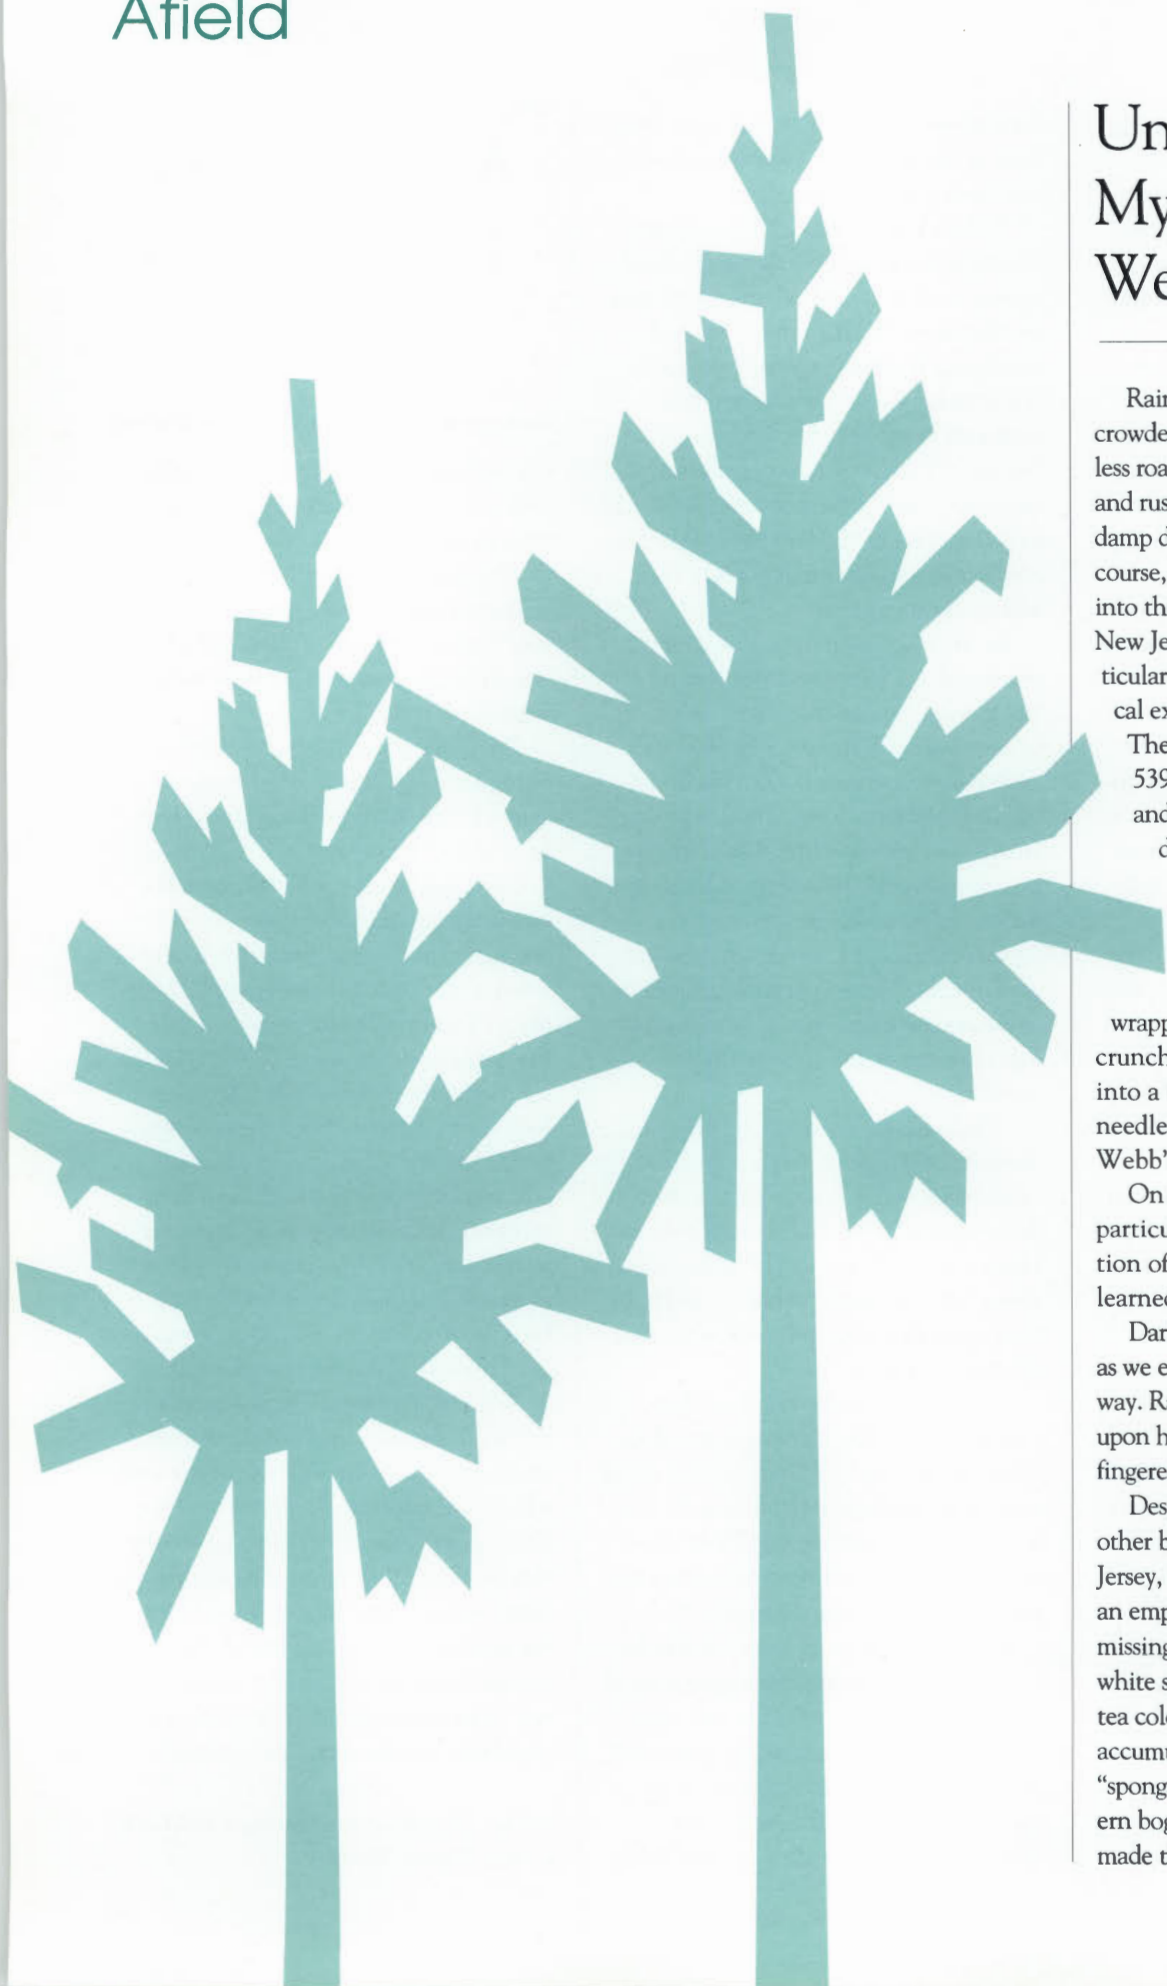 Afield
Un
My
We
Rain
crowde
less roa
and rus
damp d
course,
into th
New Je
ticular
cal ex
The
539
and
d
wrapp
crunch
into a
needle
Webb'
On
particu
tion of
learned
Dar
as we e
way. R
upon h
fingere
Des
other b
Jersey,
an emp
missing
white s
tea col
accumu
"spong
ern bog
made t